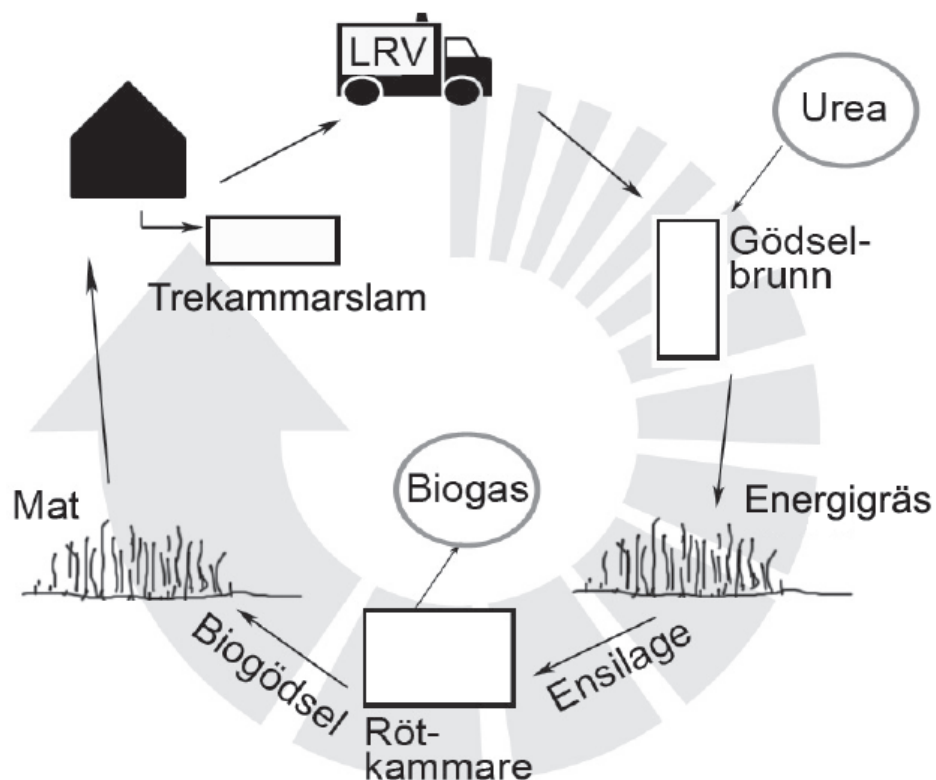 LRV
Urea
Gödsel-
brunn
Trekammarslam
Biogas
Mat
Energigräs
Biogödsel
Ensilage
Röt-
kammare